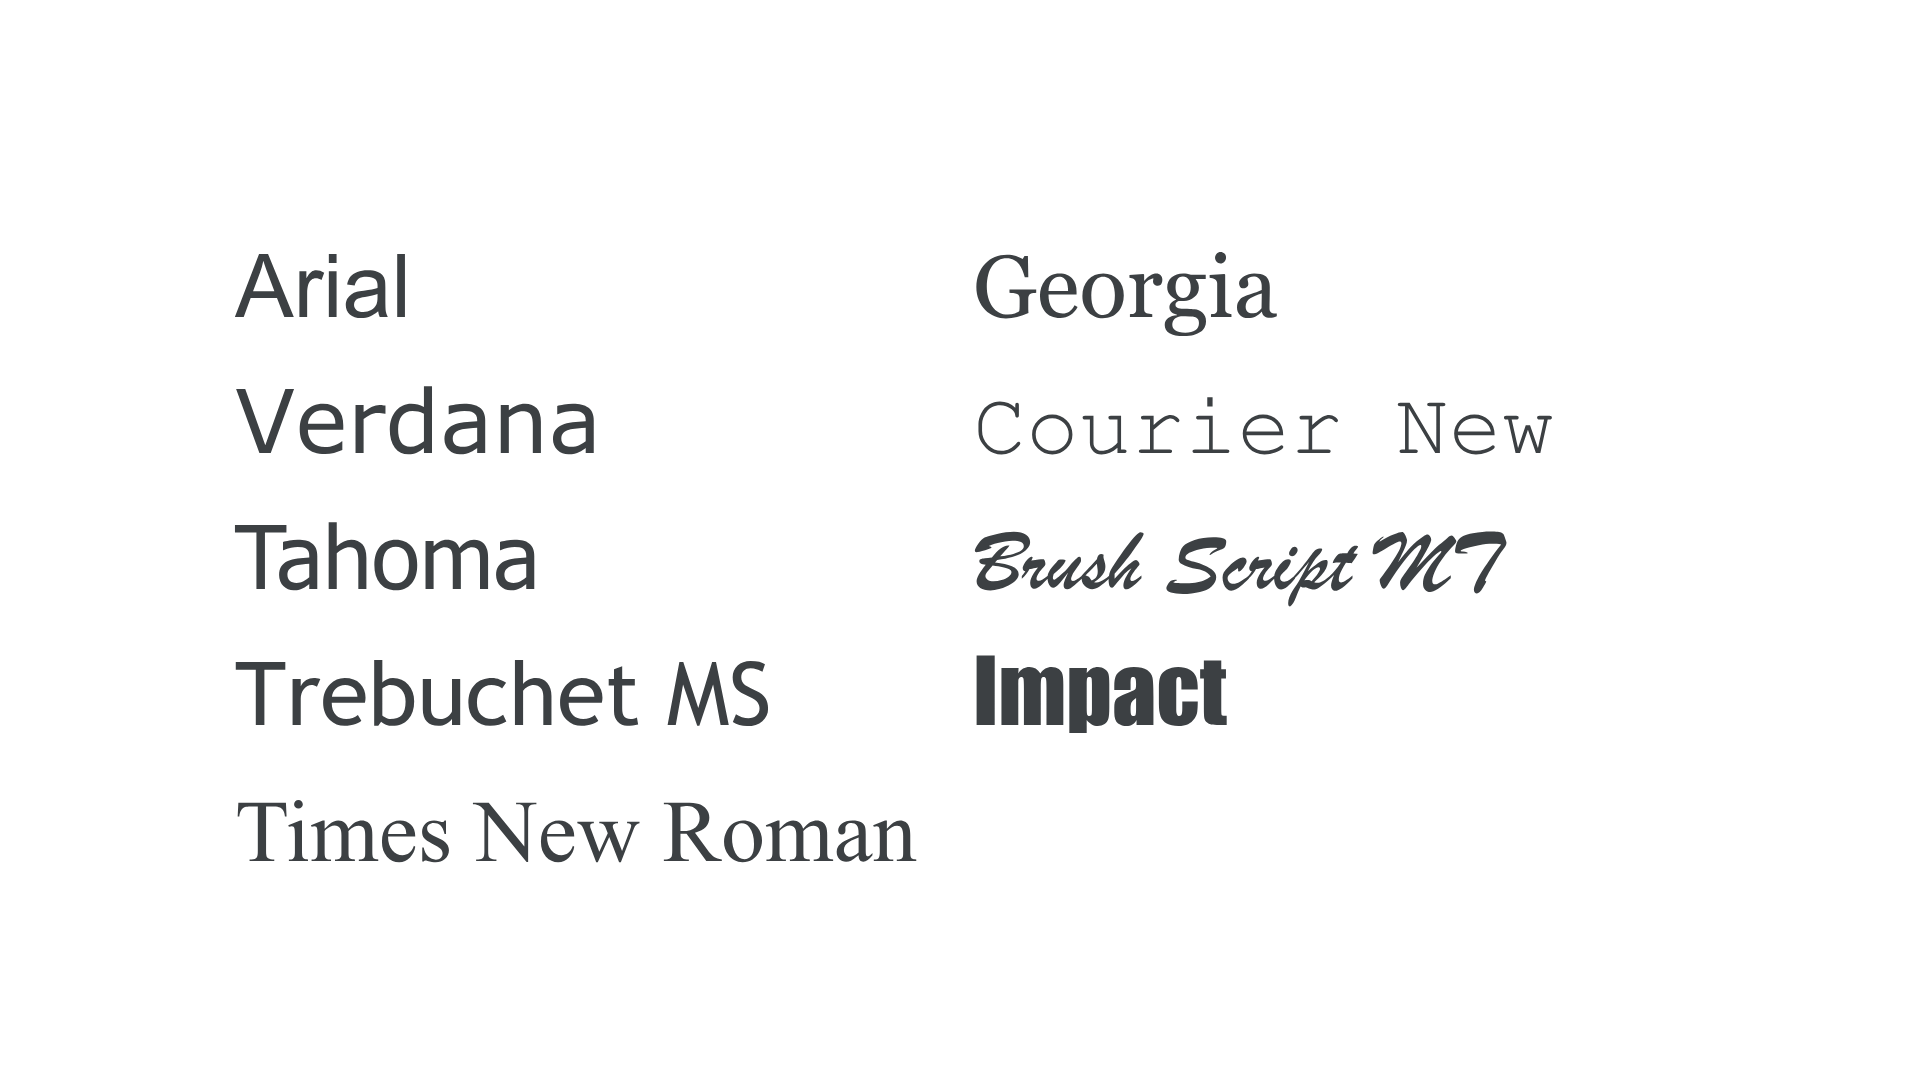 Arial
Verdana
Tahoma
Trebuchet MS
Times New Roman
Georgia
Courier New
Brush Script MT
Impact